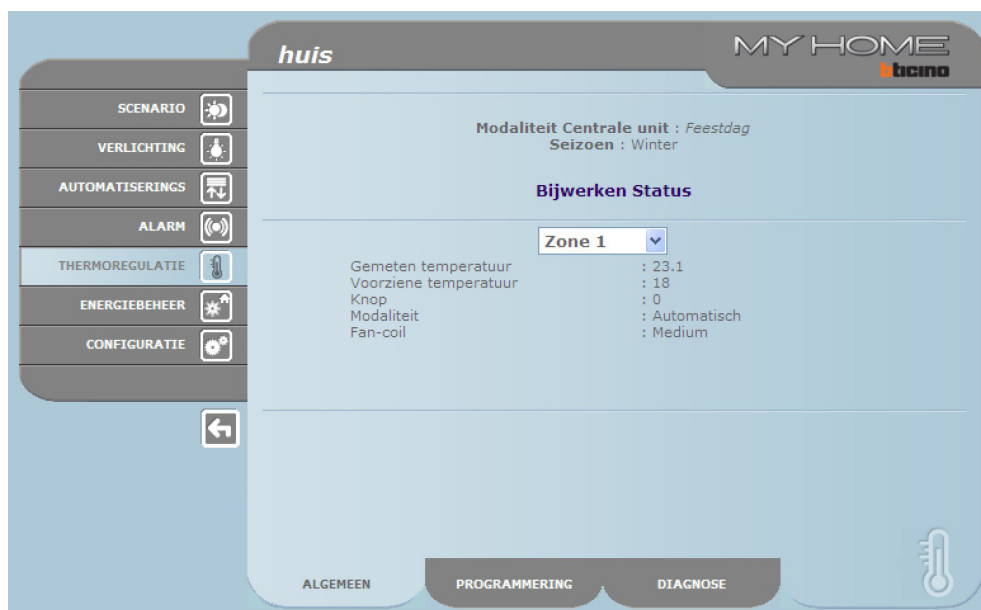 huis
MY HOME
bticino
SCENARIO
VERLICHTING
AUTOMATISERINGS
ALARM
THERMOREGULATIE
ENERGIEBEHEER
CONFIGURATIE
Modaliteit Centrale unit : Feestdag
Seizoen : Winter
Bijwerken Status
Zone 1
Gemeten temperatuur : 23.1
Voorziene temperatuur : 18
Knop : 0
Modaliteit : Automatisch
Fan-coil : Medium
ALGEMEEN PROGRAMMERING DIAGNOSE